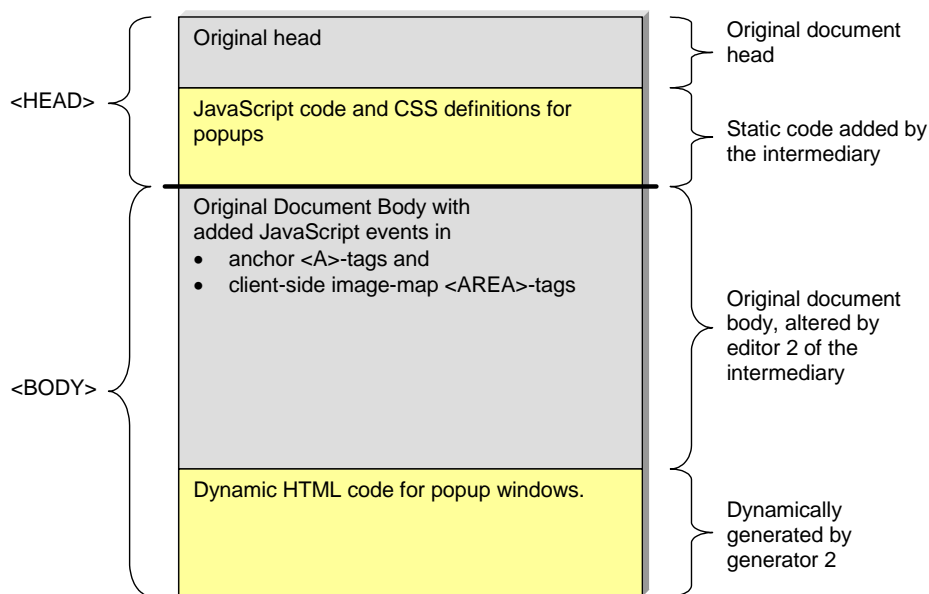 Original head
Original document
head
<HEAD>
JavaScript code and CSS definitions for
popups
Static code added by
the intermediary
Original Document Body with
added JavaScript events in
• anchor <A>-tags and
• client-side image-map <AREA>-tags
Original document
body, altered by
editor 2 of the
intermediary
<BODY>
Dynamic HTML code for popup windows.
Dynamically
generated by
generator 2